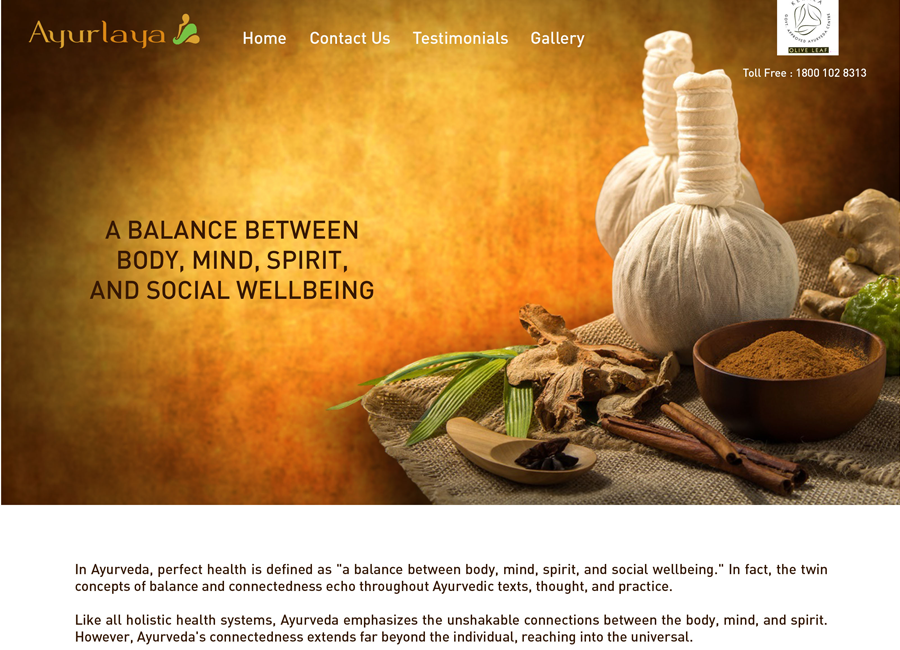 Ayurlaya
Home Contact Us Testimonials Gallery
OLIVE LEAF
Toll Free : 1800 102 8313
A BALANCE BETWEEN
BODY, MIND, SPIRIT,
AND SOCIAL WELLBEING
In Ayurveda, perfect health is defined as "a balance between body, mind, spirit, and social wellbeing." In fact, the twin
concepts of balance and connectedness echo throughout Ayurvedic texts, thought, and practice.
Like all holistic health systems, Ayurveda emphasizes the unshakable connections between the body, mind, and spirit.
However, Ayurveda's connectedness extends far beyond the individual, reaching into the universal.